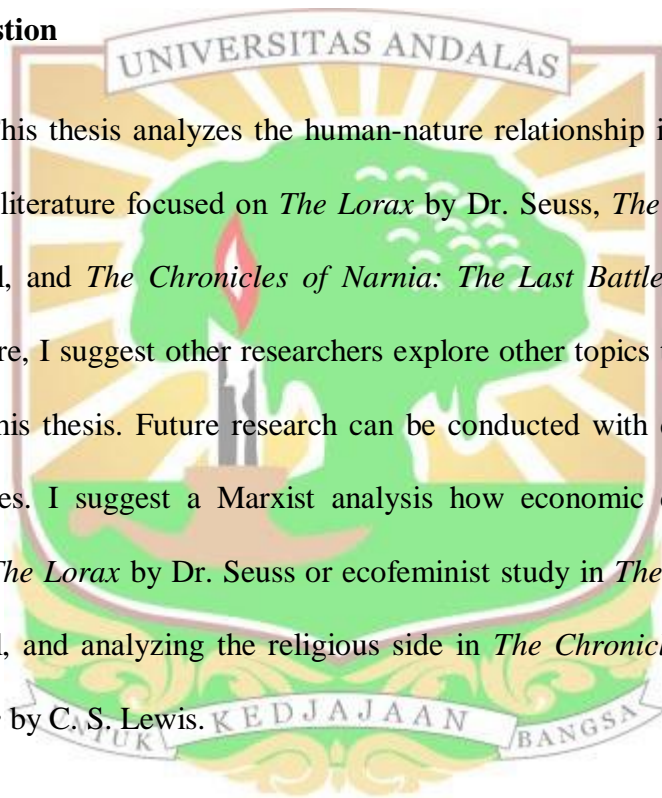 stion
UNIVERSITAS ANDALAS
his thesis analyzes the human-nature relationship i
literature focused on The Lorax by Dr. Seuss, The
l, and The Chronicles of Narnia: The Last Battle
re, I suggest other researchers explore other topics
his thesis. Future research can be conducted with
es. I suggest a Marxist analysis how economic
The Lorax by Dr. Seuss or ecofeminist study in The
l, and analyzing the religious side in The Chronicl
by C. S. Lewis.
TUK KEDJAJAAN BANGSA